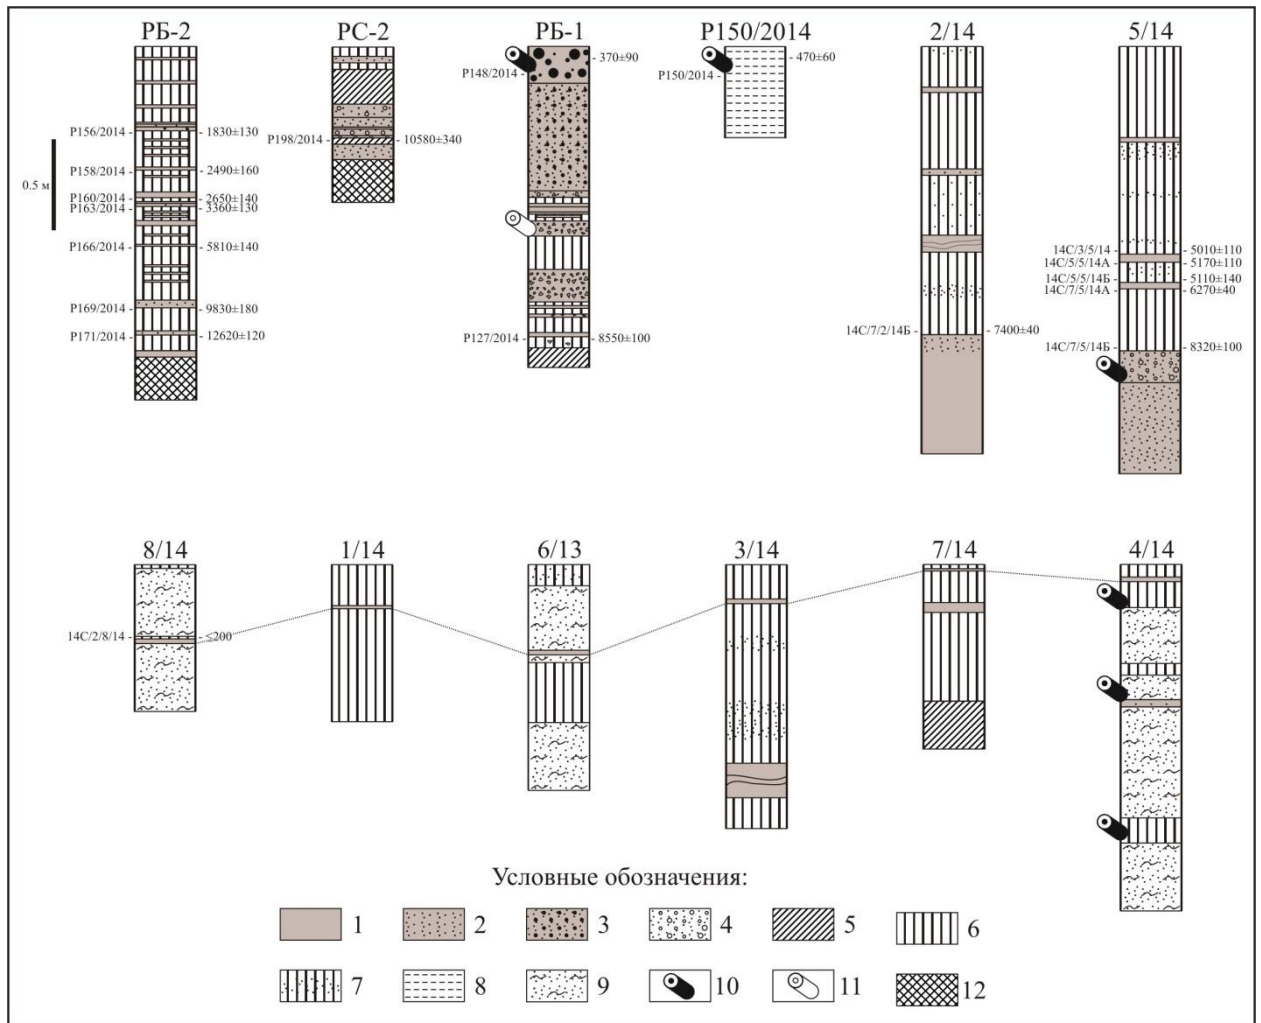 РБ-2 РС-2 РБ-1 Р150/2014 2/14 5/14
370±90 470±60
Р148/2014 Р150/2014
Р156/2014 1830±130 Р198/2014 10580±340
0.5 м
Р158/2014 2490±160
Р160/2014 2650±140
Р163/2014 3360±130
Р166/2014 5810±140 14С/3/5/14 5010±110
14С/5/5/14А 5170±110
14С/5/5/14Б 5110±140
14С/7/5/14А 6270±40
Р169/2014 9830±180
Р171/2014 12620±120 Р127/2014 8550±100 14С/7/2/14Б 7400±40
14С/7/5/14Б 8320±100
8/14 1/14 6/13 3/14 7/14 4/14
14С/2/8/14 ≤200
Условные обозначения:
1 2 3 4 5 6
7 8 9 10 11 12